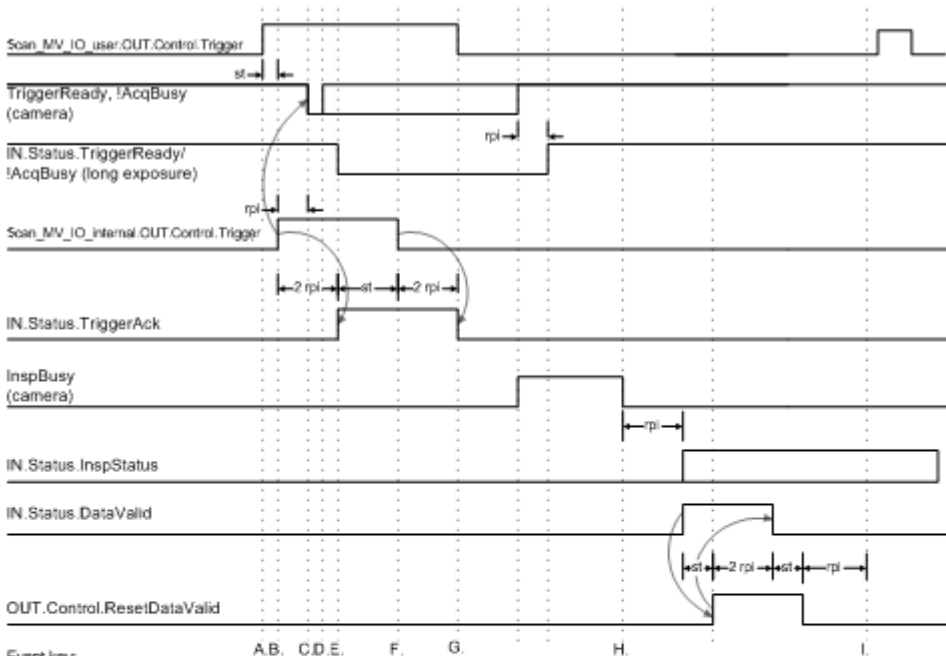 Scan_MV_IO_user.OUT.Control.Trigger
st
TriggerReady, !AcqBusy
(camera)
rpi
IN.Status.TriggerReady/
!AcqBusy (long exposure)
rpi
Scan_MV_IO_internal.OUT.Control.Trigger
2 rpi st 2 rpi
IN.Status.TriggerAck
InspBusy
(camera)
rpi
IN.Status.InspStatus
IN.Status.DataValid
st 2 rpi st rpi
OUT.Control.ResetDataValid
A.B. C.D.E. F. G. H. I.
Event key: